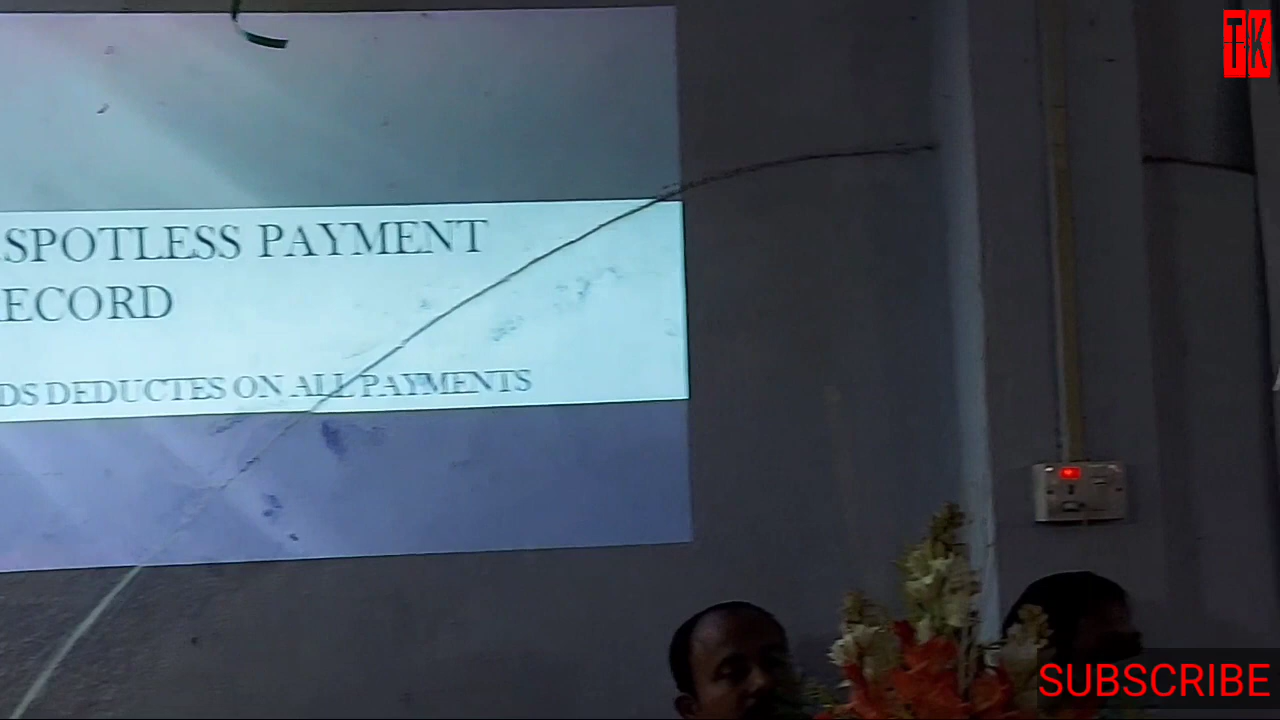 TK
SPOTLESS PAYMENT
ECORD
DS DEDUCTES ON ALL PAYMENTS
SUBSCRIBE